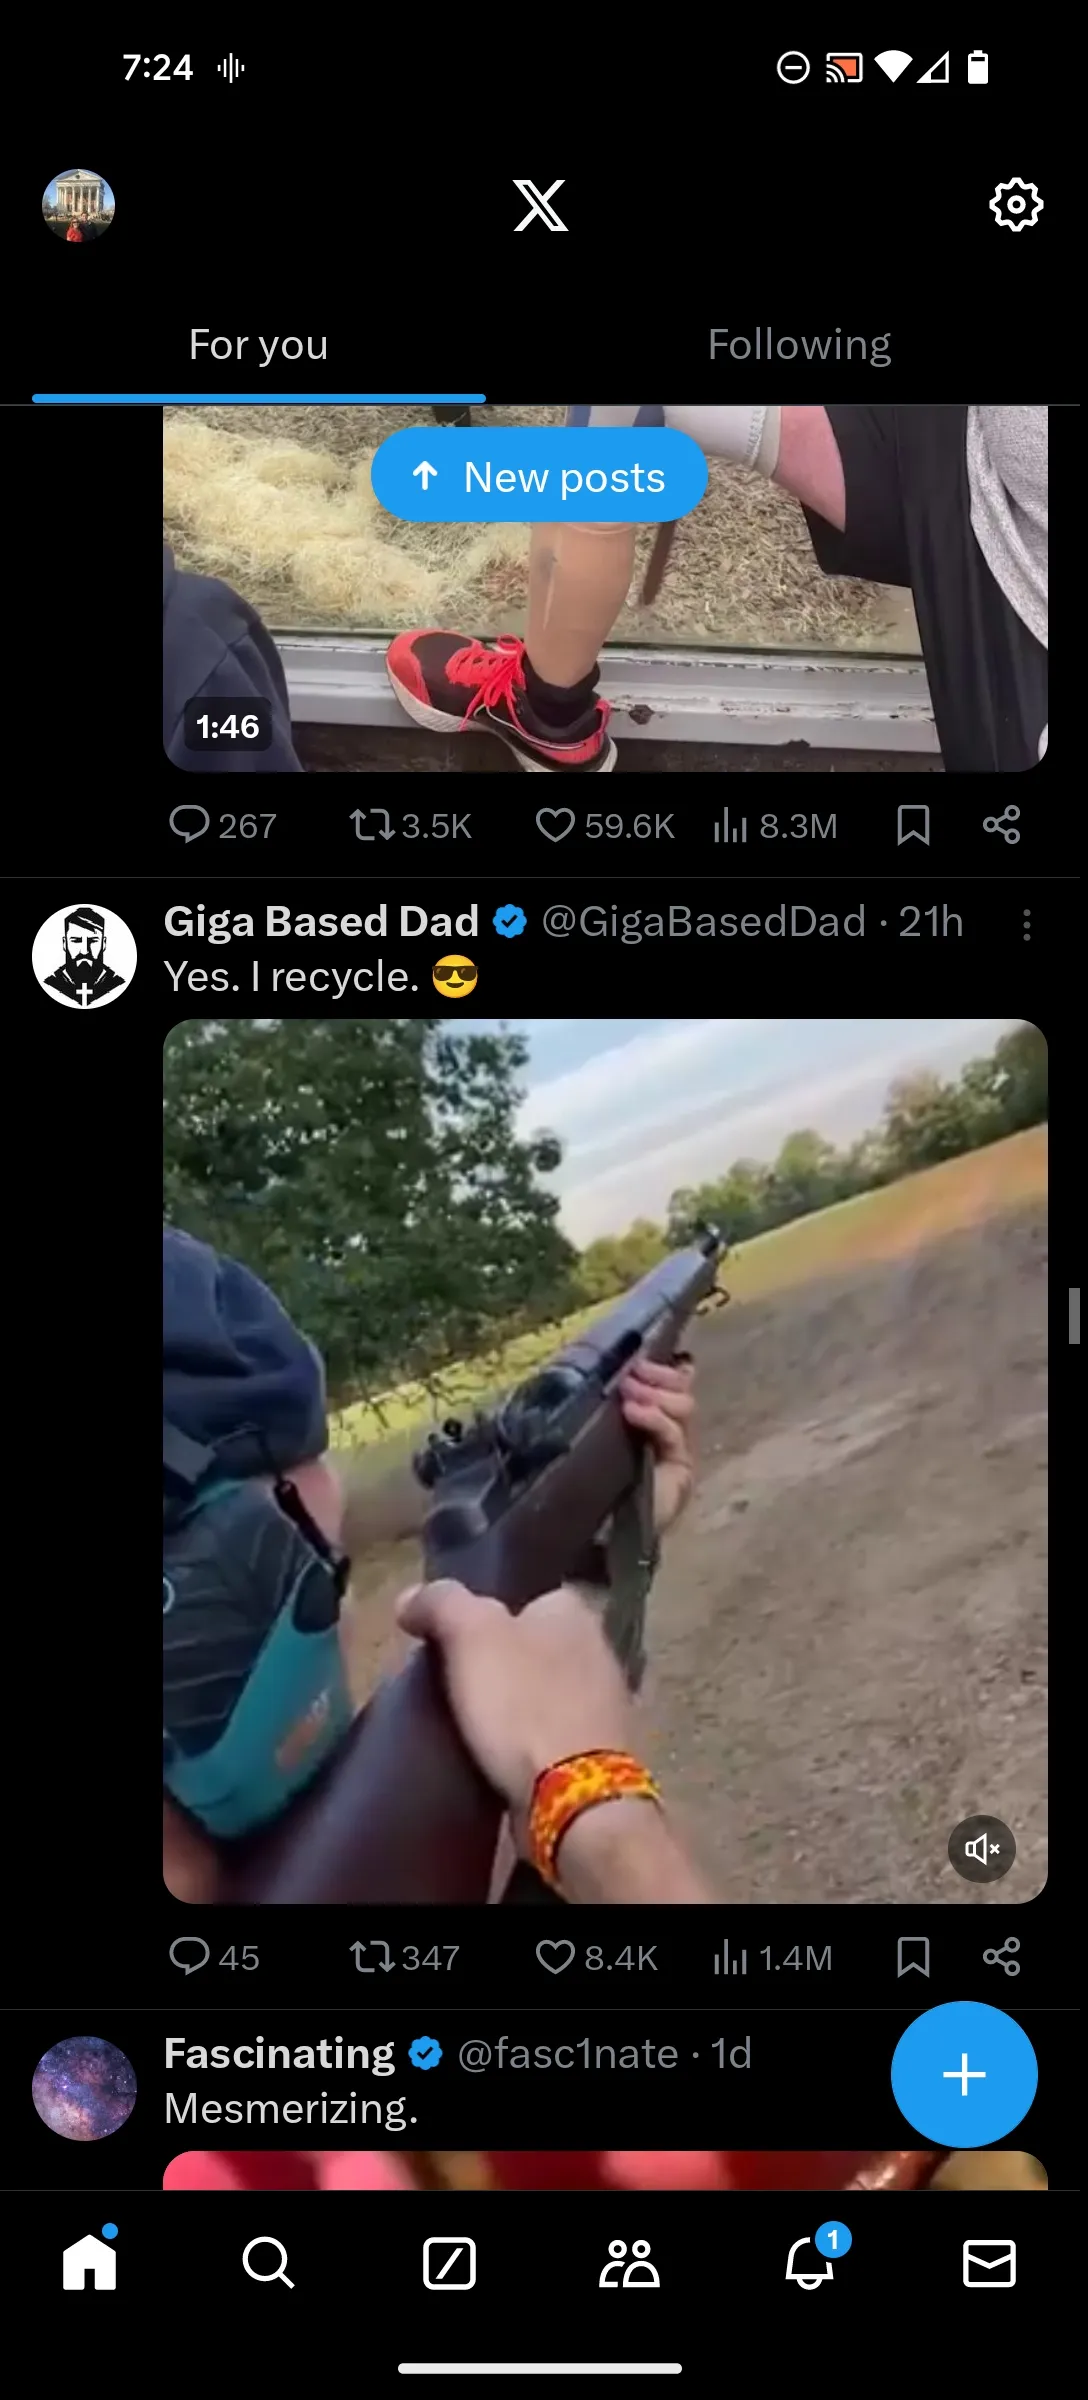 7:24
For you
Following
New posts
1:46
267 3.5K 59.6K 8.3M
Giga Based Dad @GigaBasedDad · 21h
Yes. I recycle. 😎
45 347 8.4K 1.4M
Fascinating @fasc1nate · 1d
Mesmerizing.
1